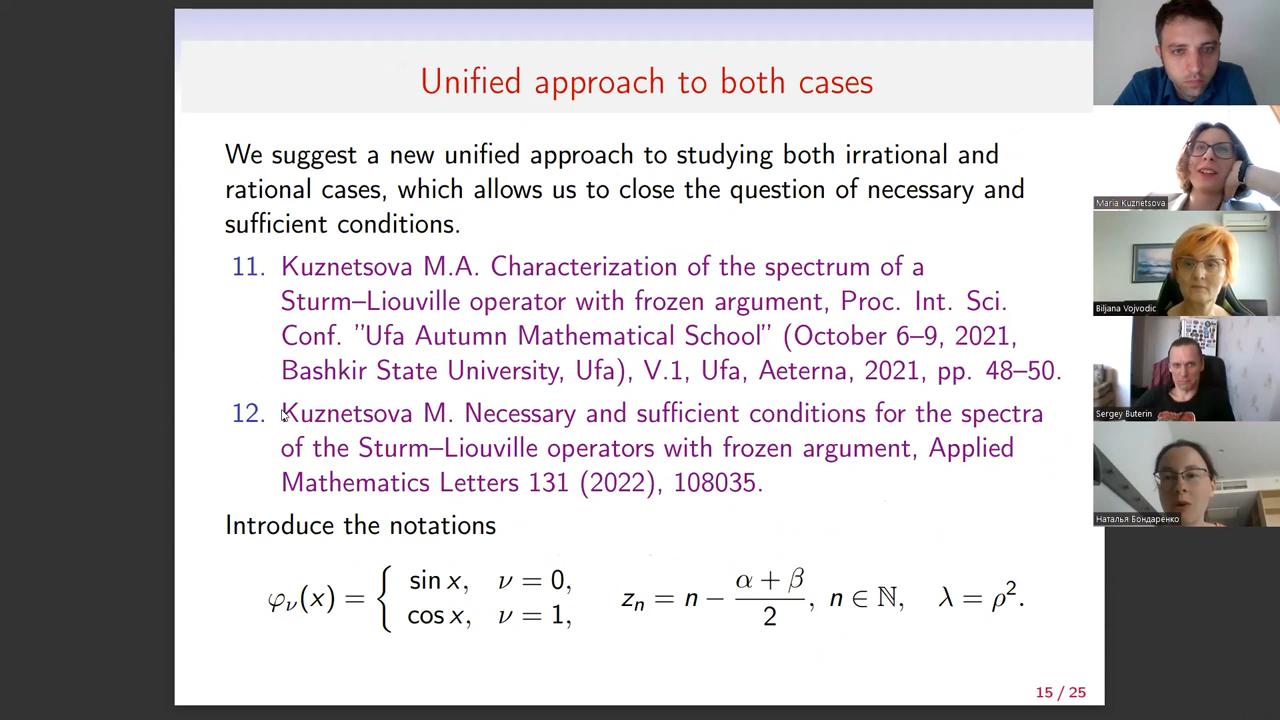 Unified approach to both cases
We suggest a new unified approach to studying both irrational and
rational cases, which allows us to close the question of necessary and
sufficient conditions.
11. Kuznetsova M.A. Characterization of the spectrum of a
Sturm–Liouville operator with frozen argument, Proc. Int. Sci.
Conf. ”Ufa Autumn Mathematical School” (October 6–9, 2021,
Bashkir State University, Ufa), V.1, Ufa, Aeterna, 2021, pp. 48–50.
12. Kuznetsova M. Necessary and sufficient conditions for the spectra
of the Sturm–Liouville operators with frozen argument, Applied
Mathematics Letters 131 (2022), 108035.
Introduce the notations
φ_ν(x) = { sin x, ν = 0, cos x, ν = 1, z_n = n − (α + β)/2, n ∈ ℕ, λ = ρ².
15 / 25
Maria Kuznetsova
Biljana Vojvodic
Sergey Buterin
Наталья Бондаренко